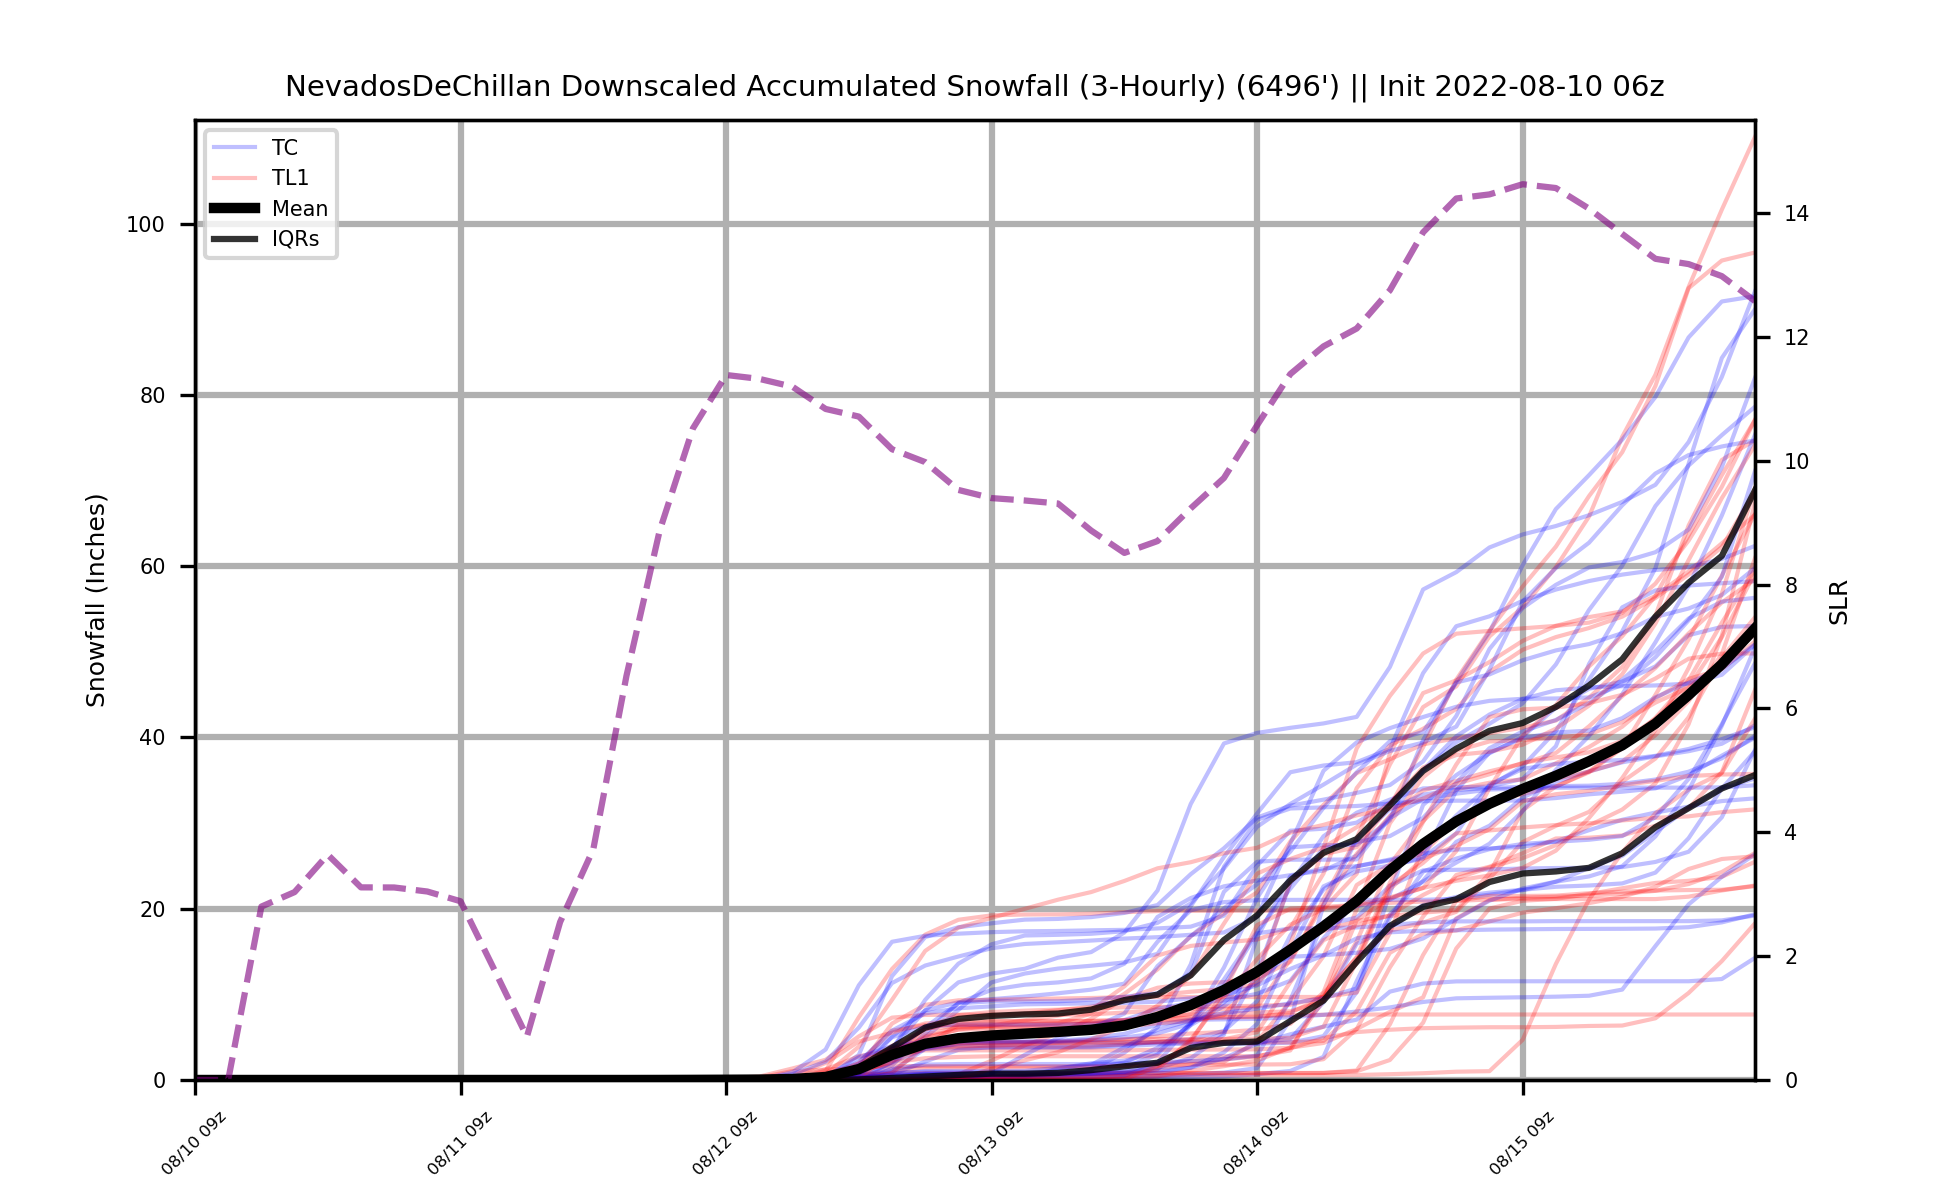 NevadosDeChillan Downscaled Accumulated Snowfall (3-Hourly) (6496') || Init 2022-08-10 06z
TC
TL1
Mean
IQRs
Snowfall (Inches)
100
80
60
40
20
0
SLR
14
12
10
8
6
4
2
0
08/10 09z
08/11 09z
08/12 09z
08/13 09z
08/14 09z
08/15 09z